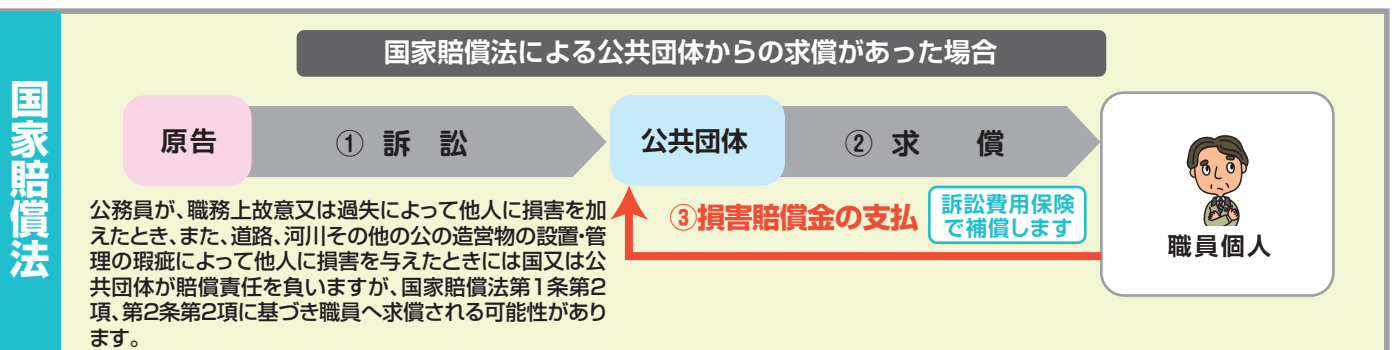 国家賠償法
国家賠償法による公共団体からの求償があった場合
原告
① 訴 訟
公共団体
② 求 償
公務員が、職務上故意又は過失によって他人に損害を加
えたとき、また、道路、河川その他の公の造営物の設置・管
理の瑕疵によって他人に損害を与えたときには国又は公
共団体が賠償責任を負いますが、国家賠償法第1条第2
項、第2条第2項に基づき職員へ求償される可能性があり
ます。
③損害賠償金の支払
訴訟費用保険
で補償します
職員個人